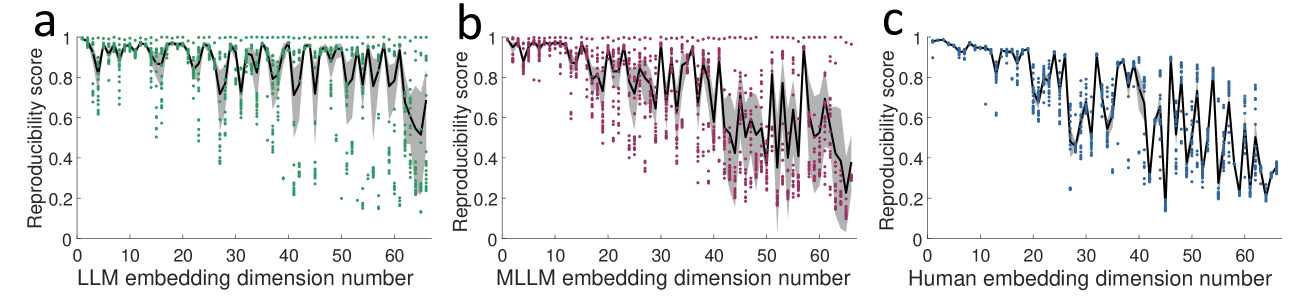 a
Reproducibility score
1
0.8
0.6
0.4
0.2
0
0 10 20 30 40 50 60
LLM embedding dimension number
b
Reproducibility score
1
0.8
0.6
0.4
0.2
0
0 10 20 30 40 50 60
MLLM embedding dimension number
c
Reproducibility score
1
0.8
0.6
0.4
0.2
0
0 10 20 30 40 50 60
Human embedding dimension number